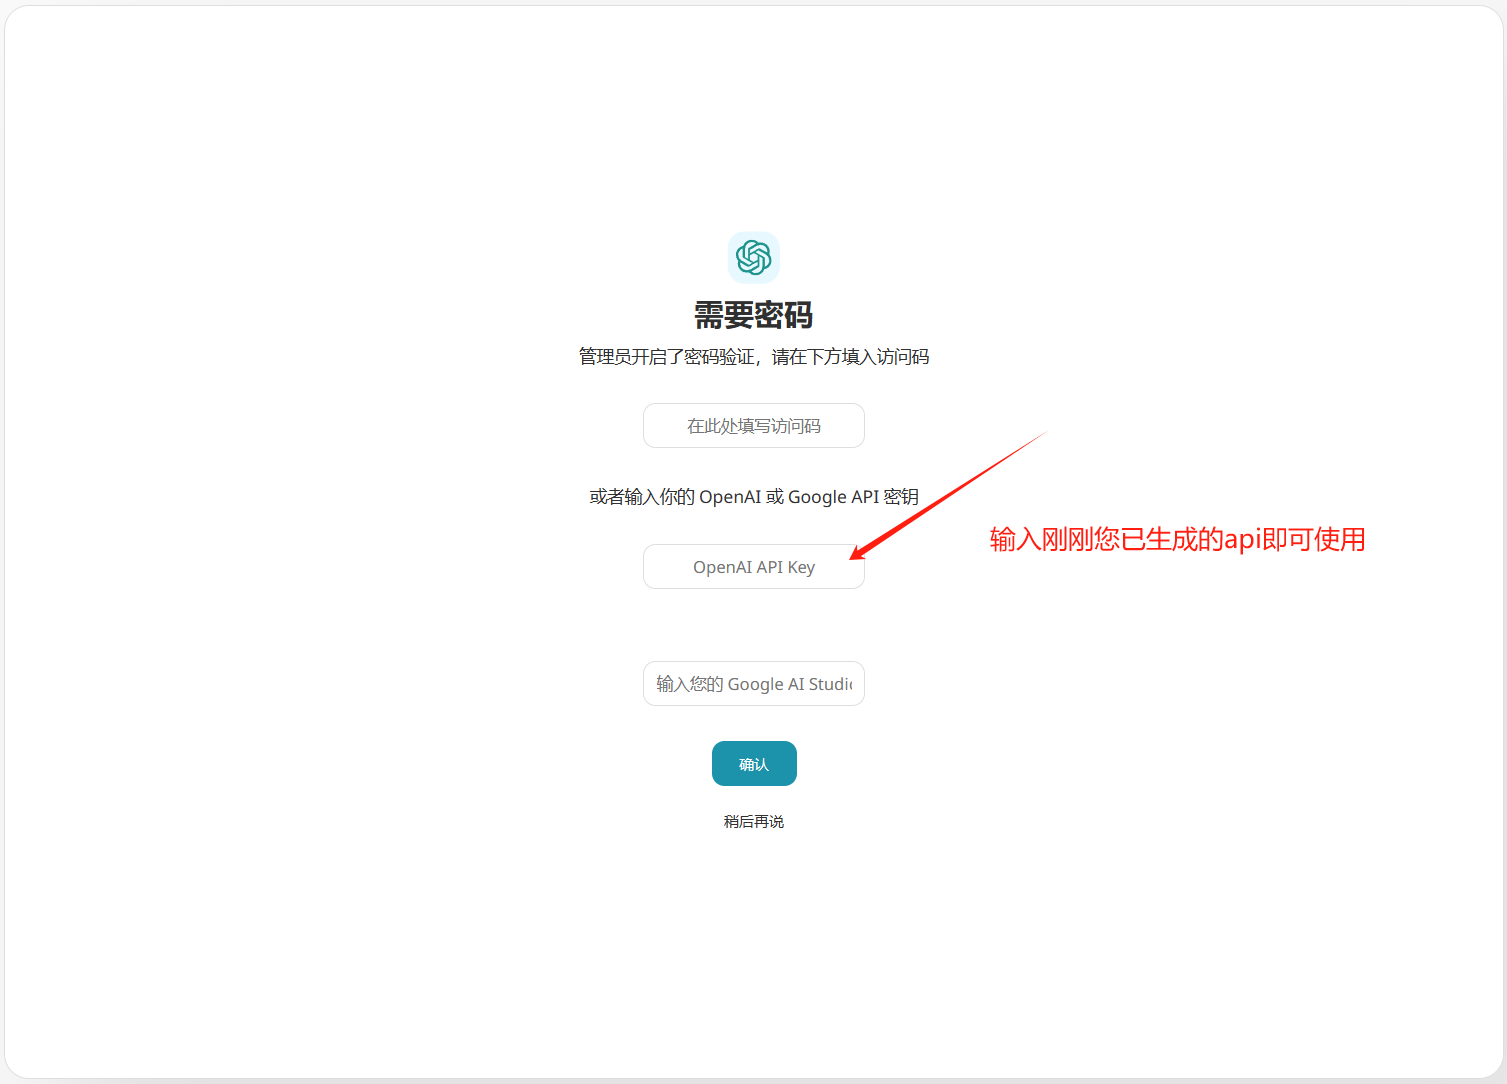 需要密码
管理员开启了密码验证，请在下方填入访问码
在此处填写访问码
或者输入你的 OpenAI 或 Google API 密钥
输入刚刚您已生成的api即可使用
OpenAI API Key
输入您的 Google AI Studi
确认
稍后再说